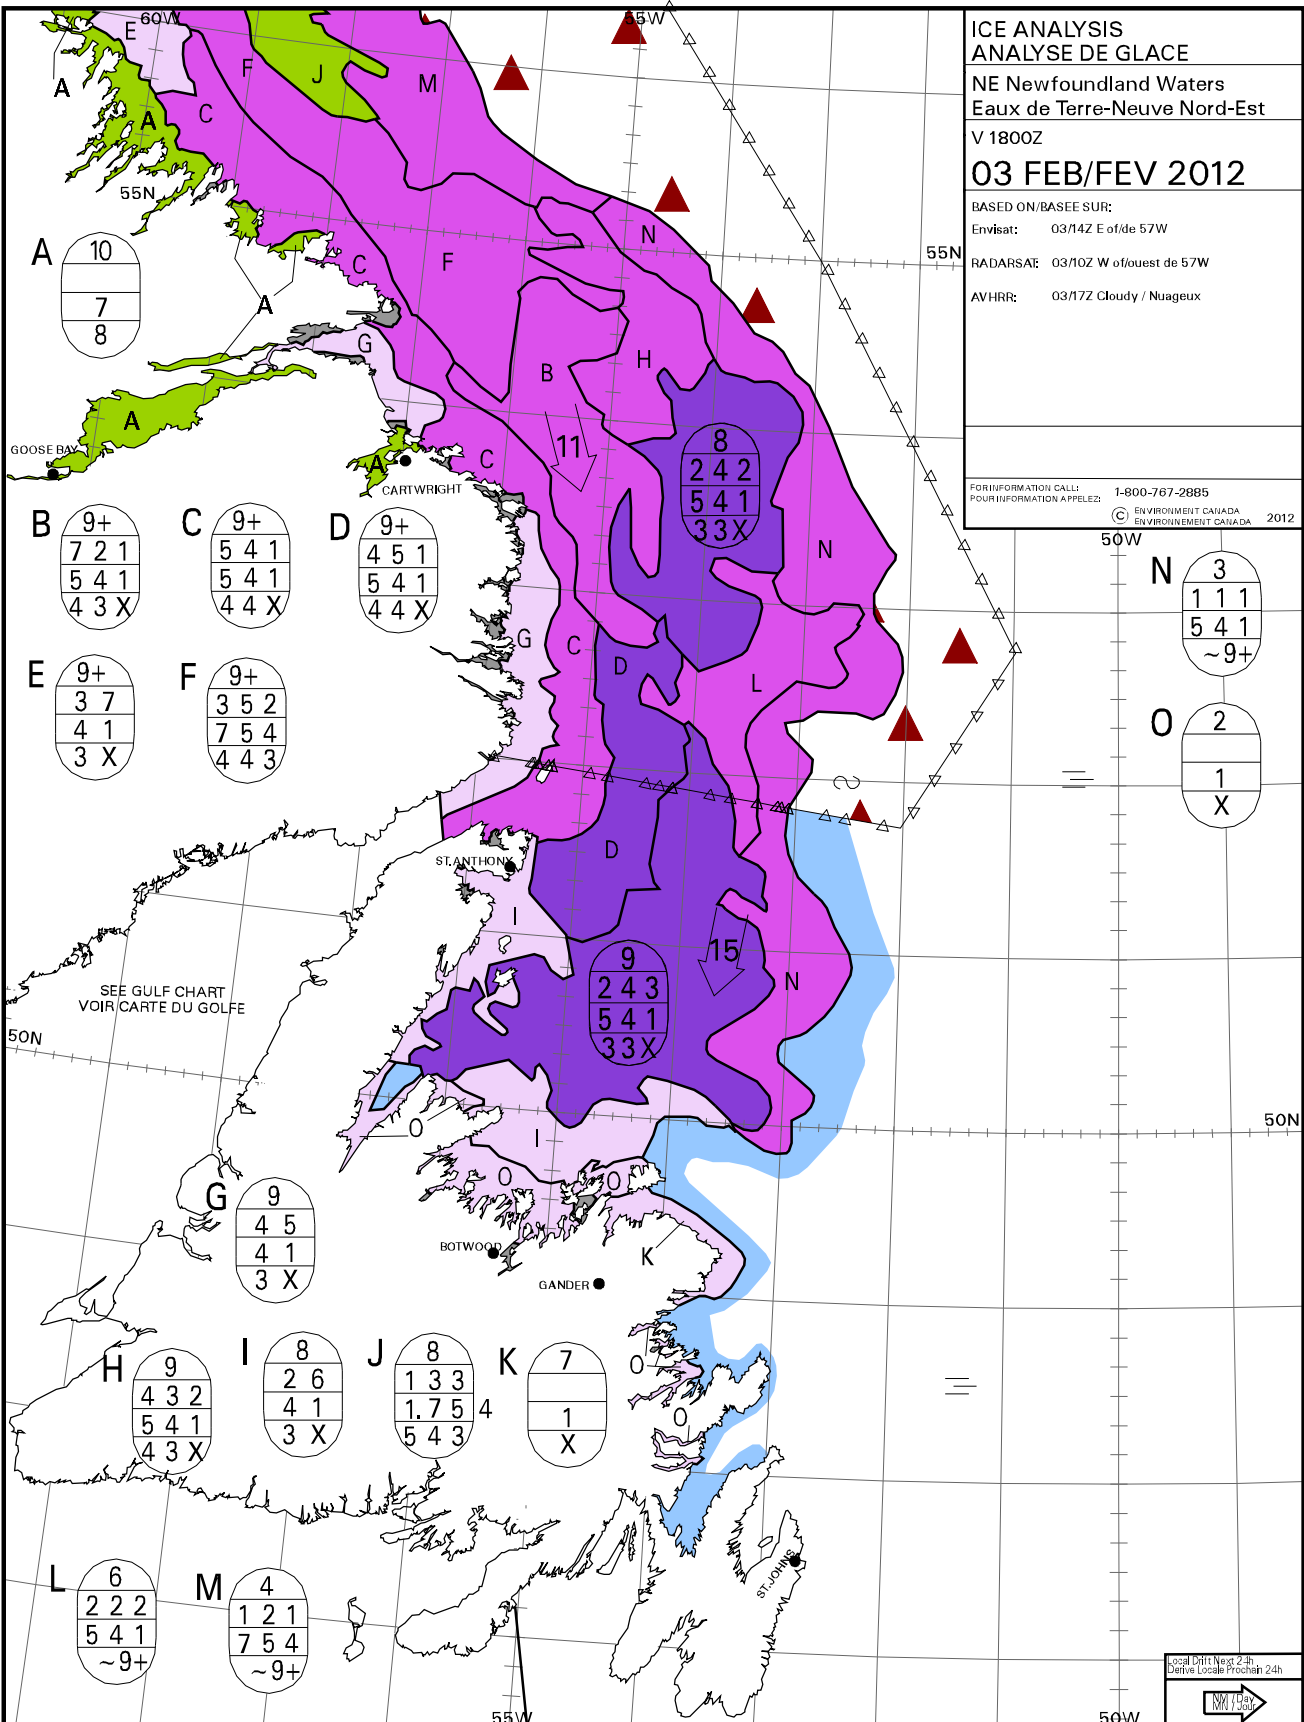 60W
55W
ICE ANALYSIS
ANALYSE DE GLACE
NE Newfoundland Waters
Eaux de Terre-Neuve Nord-Est
V 1800Z
03 FEB/FEV 2012
BASED ON/BASEE SUR:
Envisat: 03/14Z E of/de 57W
RADARSAT: 03/10Z W of/ouest de 57W
AVHRR: 03/17Z Cloudy / Nuageux
FOR INFORMATION CALL: 1-800-767-2885
POUR INFORMATION APPELEZ:
© ENVIRONMENT CANADA
ENVIRONNEMENT CANADA 2012
E
F
J
M
A
A
C
55N
N
55N
C
F
A
G
B
H
A
11
GOOSE BAY
A
C
CARTWRIGHT
8
2 4 2
5 4 1
3 3 X
N
50W
G
C
D
L
D
ST. ANTHONY
I
15
N
9
2 4 3
5 4 1
3 3 X
SEE GULF CHART
VOIR CARTE DU GOLFE
50N
50N
O
I
O
O
K
BOTWOOD
GANDER
O
O
ST. JOHNS
A
10
7
8
B
9+
7 2 1
5 4 1
4 3 X
C
9+
5 4 1
5 4 1
4 4 X
D
9+
4 5 1
5 4 1
4 4 X
E
9+
3 7
4 1
3 X
F
9+
3 5 2
7 5 4
4 4 3
N
3
1 1 1
5 4 1
~9+
O
2
1
X
G
9
4 5
4 1
3 X
H
9
4 3 2
5 4 1
4 3 X
I
8
2 6
4 1
3 X
J
8
1 3 3
1. 7 5 4
5 4 3
K
7
1
X
L
6
2 2 2
5 4 1
~9+
M
4
1 2 1
7 5 4
~9+
55W
50W
Local Drift Next 24h
Derive Locale Prochain 24h
NM / Day
MN / Jour